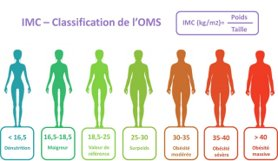 IMC – Classification de l'OMS
IMC (kg/m2)= Poids
Taille
< 16,5
Dénutrition
16,5-18,5
Maigreur
18,5-25
Valeur de
référence
25-30
Surpoids
30-35
Obésité
modérée
35-40
Obésité
sévère
> 40
Obésité
massive